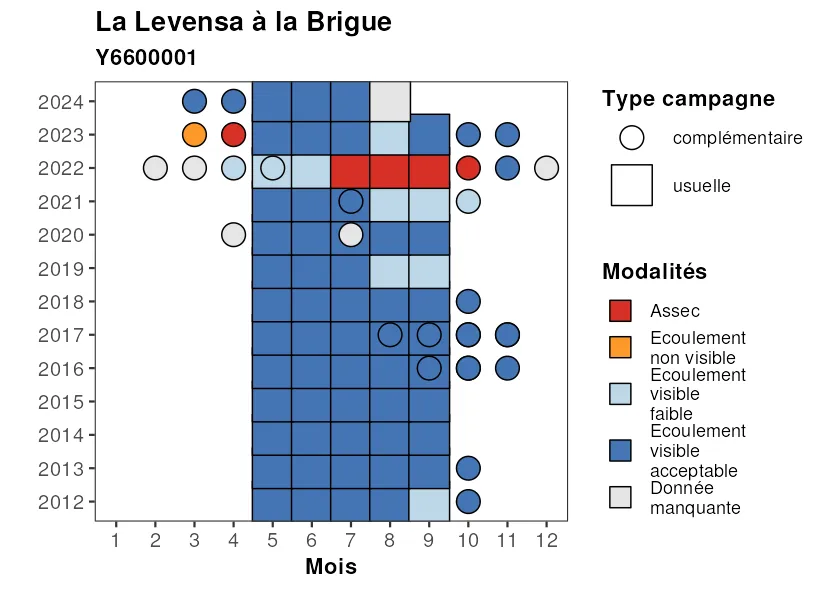 La Levensa à la Brigue
Y6600001
2024
2023
2022
2021
2020
2019
2018
2017
2016
2015
2014
2013
2012
1 2 3 4 5 6 7 8 9 10 11 12
Mois
Type campagne
complémentaire
usuelle
Modalités
Assec
Ecoulement
non visible
Ecoulement
visible
faible
Ecoulement
visible
acceptable
Donnée
manquante